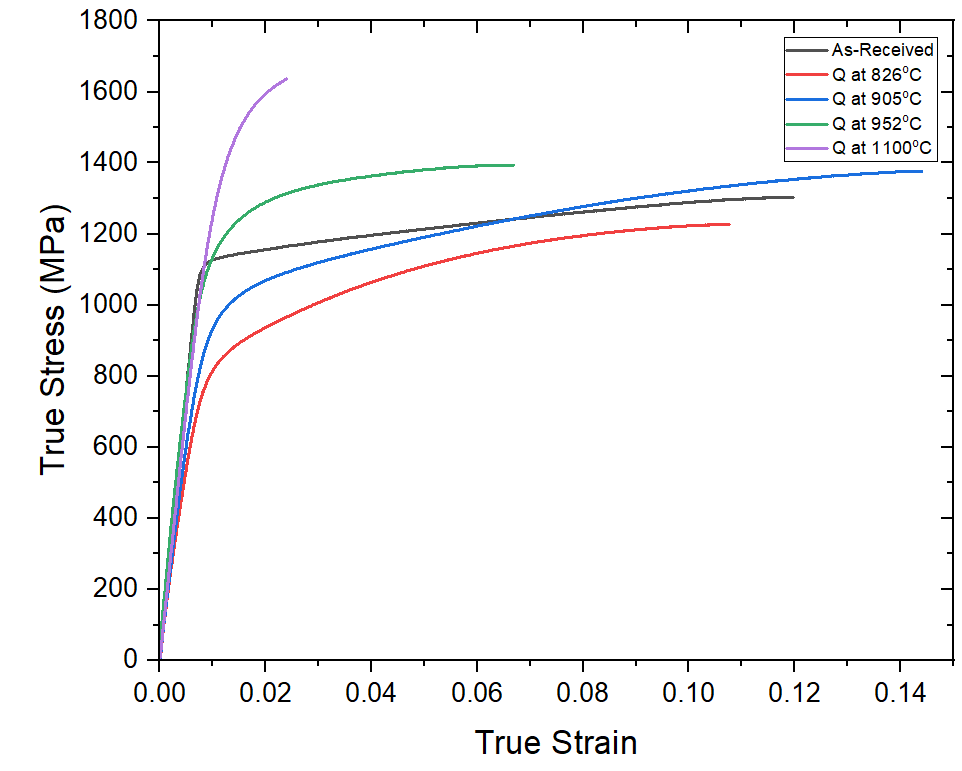 1800
1600
1400
1200
1000
800
600
400
200
0
True Stress (MPa)
As-Received
Q at 826°C
Q at 905°C
Q at 952°C
Q at 1100°C
0.00 0.02 0.04 0.06 0.08 0.10 0.12 0.14
True Strain